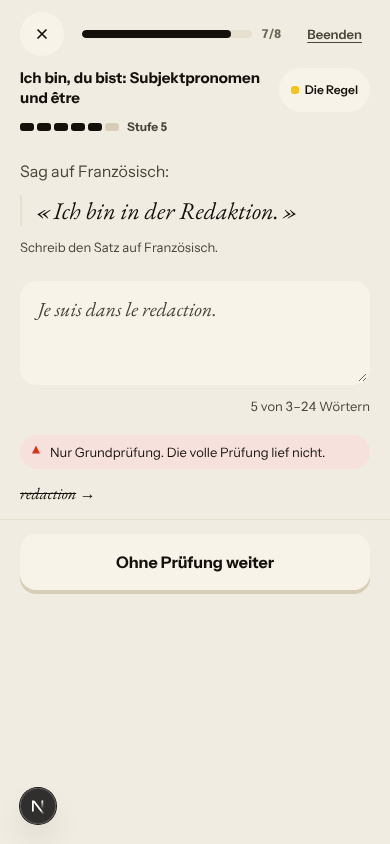 ✕
7/8
Beenden
Ich bin, du bist: Subjektpronomen
und être
Die Regel
Stufe 5
Sag auf Französisch:
« Ich bin in der Redaktion. »
Schreib den Satz auf Französisch.
Je suis dans le redaction.
5 von 3–24 Wörtern
Nur Grundprüfung. Die volle Prüfung lief nicht.
redaction →
Ohne Prüfung weiter
N